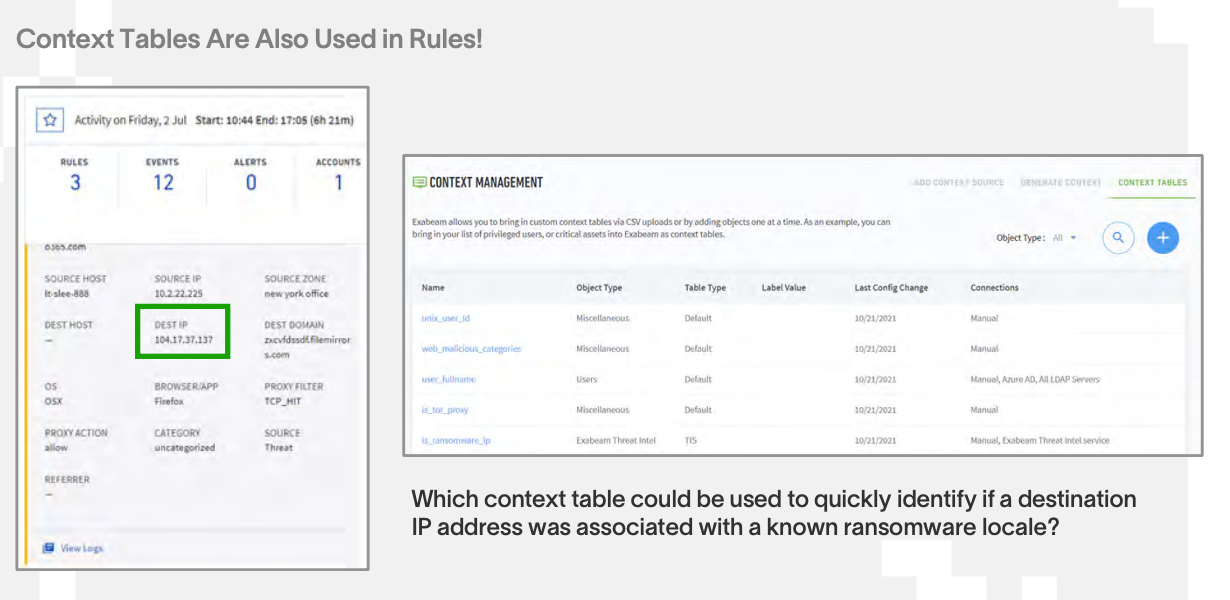 Context Tables Are Also Used in Rules!
Activity on Friday, 2 Jul Start: 10:44 End: 17:05 (6h 21m)
RULES EVENTS ALERTS ACCOUNTS
3 12 0 1
o365.com
SOURCE HOST SOURCE IP SOURCE ZONE
lt-slee-888 10.2.22.225 new york office
DEST HOST DEST IP DEST DOMAIN
— 104.17.37.137 zxcvfdssdf.filemirror
s.com
OS BROWSER/APP PROXY FILTER
OSX Firefox TCP_HIT
PROXY ACTION CATEGORY SOURCE
allow uncategorized Threat
REFERRER
—
View Logs
CONTEXT MANAGEMENT ADD CONTEXT SOURCE GENERATE CONTEXT CONTEXT TABLES
Exabeam allows you to bring in custom context tables via CSV uploads or by adding objects one at a time. As an example, you can
bring in your list of privileged users, or critical assets into Exabeam as context tables.
Object Type: All
Name Object Type Table Type Label Value Last Config Change Connections
unix_user_id Miscellaneous Default 10/21/2021 Manual
web_malicious_categories Miscellaneous Default 10/21/2021 Manual
user_fullname Users Default 10/21/2021 Manual, Azure AD, All LDAP Servers
is_tor_proxy Miscellaneous Default 10/21/2021 Manual
is_ransomware_ip Exabeam Threat Intel TIS 10/21/2021 Manual, Exabeam Threat Intel service
Which context table could be used to quickly identify if a destination
IP address was associated with a known ransomware locale?